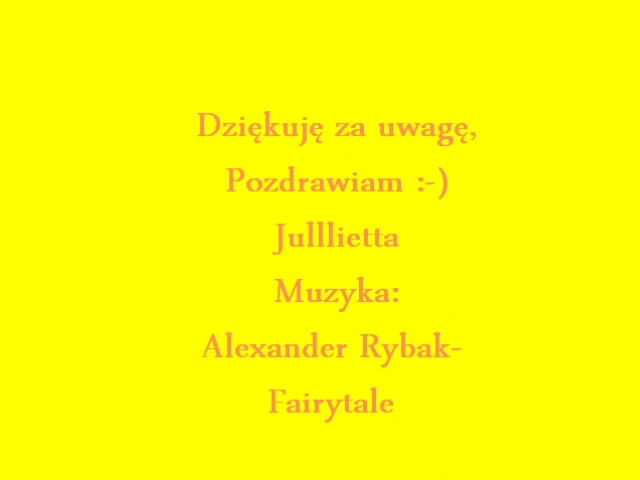 Dziękuję za uwagę,
Pozdrawiam :-)
Julllietta
Muzyka:
Alexander Rybak-
Fairytale